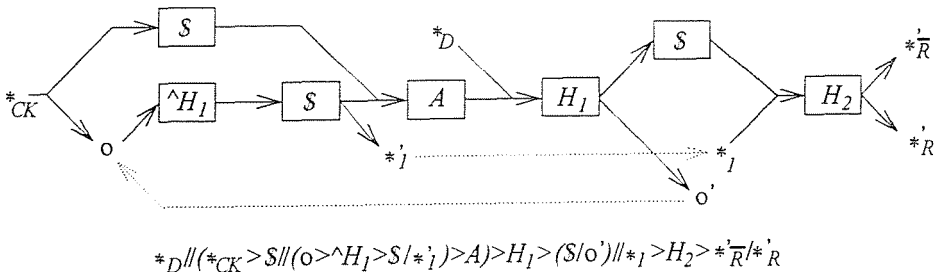 $ *D $ *'R̅
*CK ^H1 $ A H1 H2
o *'1 *1 *'R
o'
*D//(*CK>$//(o>^H1>$/*'1)>A)>H1>($/o')//*1>H2>*'R̅/*'R